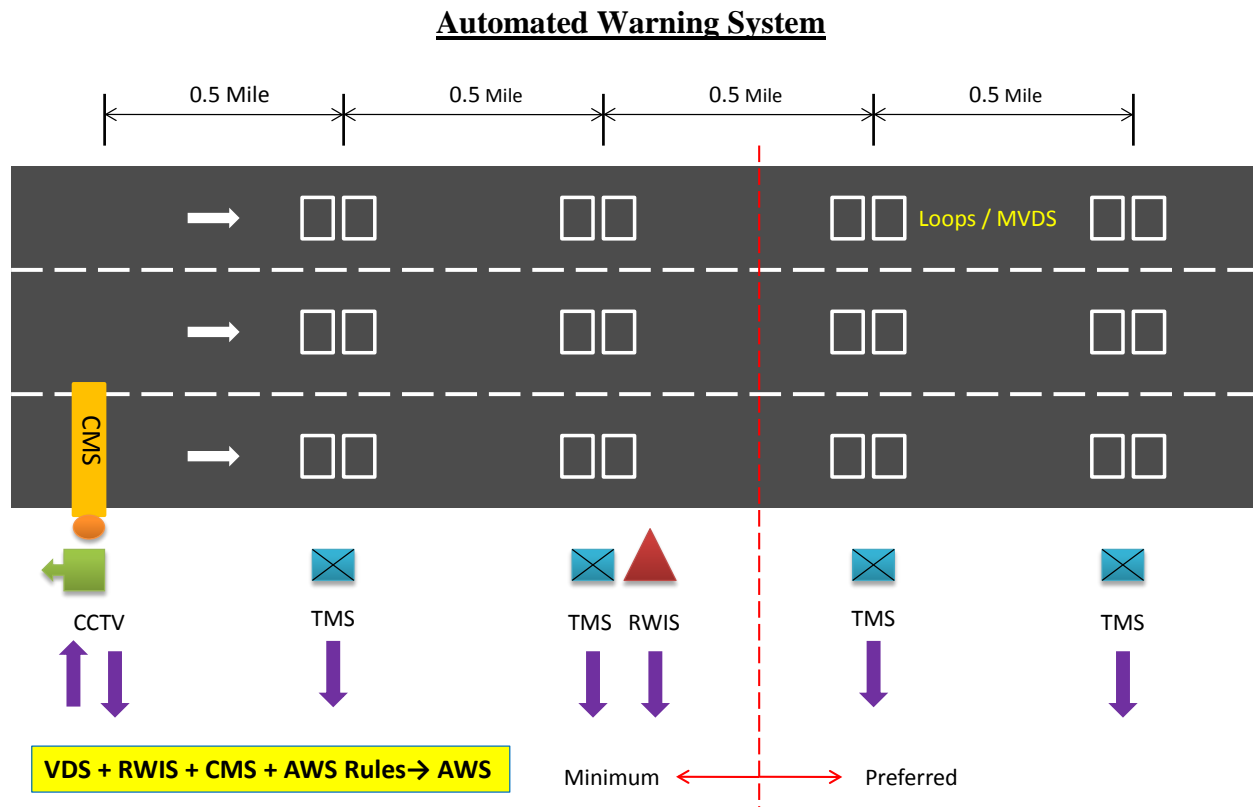 Automated Warning System
0.5 Mile
0.5 Mile
0.5 Mile
0.5 Mile
Loops / MVDS
CMS
CCTV
TMS
TMS
RWIS
TMS
TMS
VDS + RWIS + CMS + AWS Rules→ AWS
Minimum
Preferred